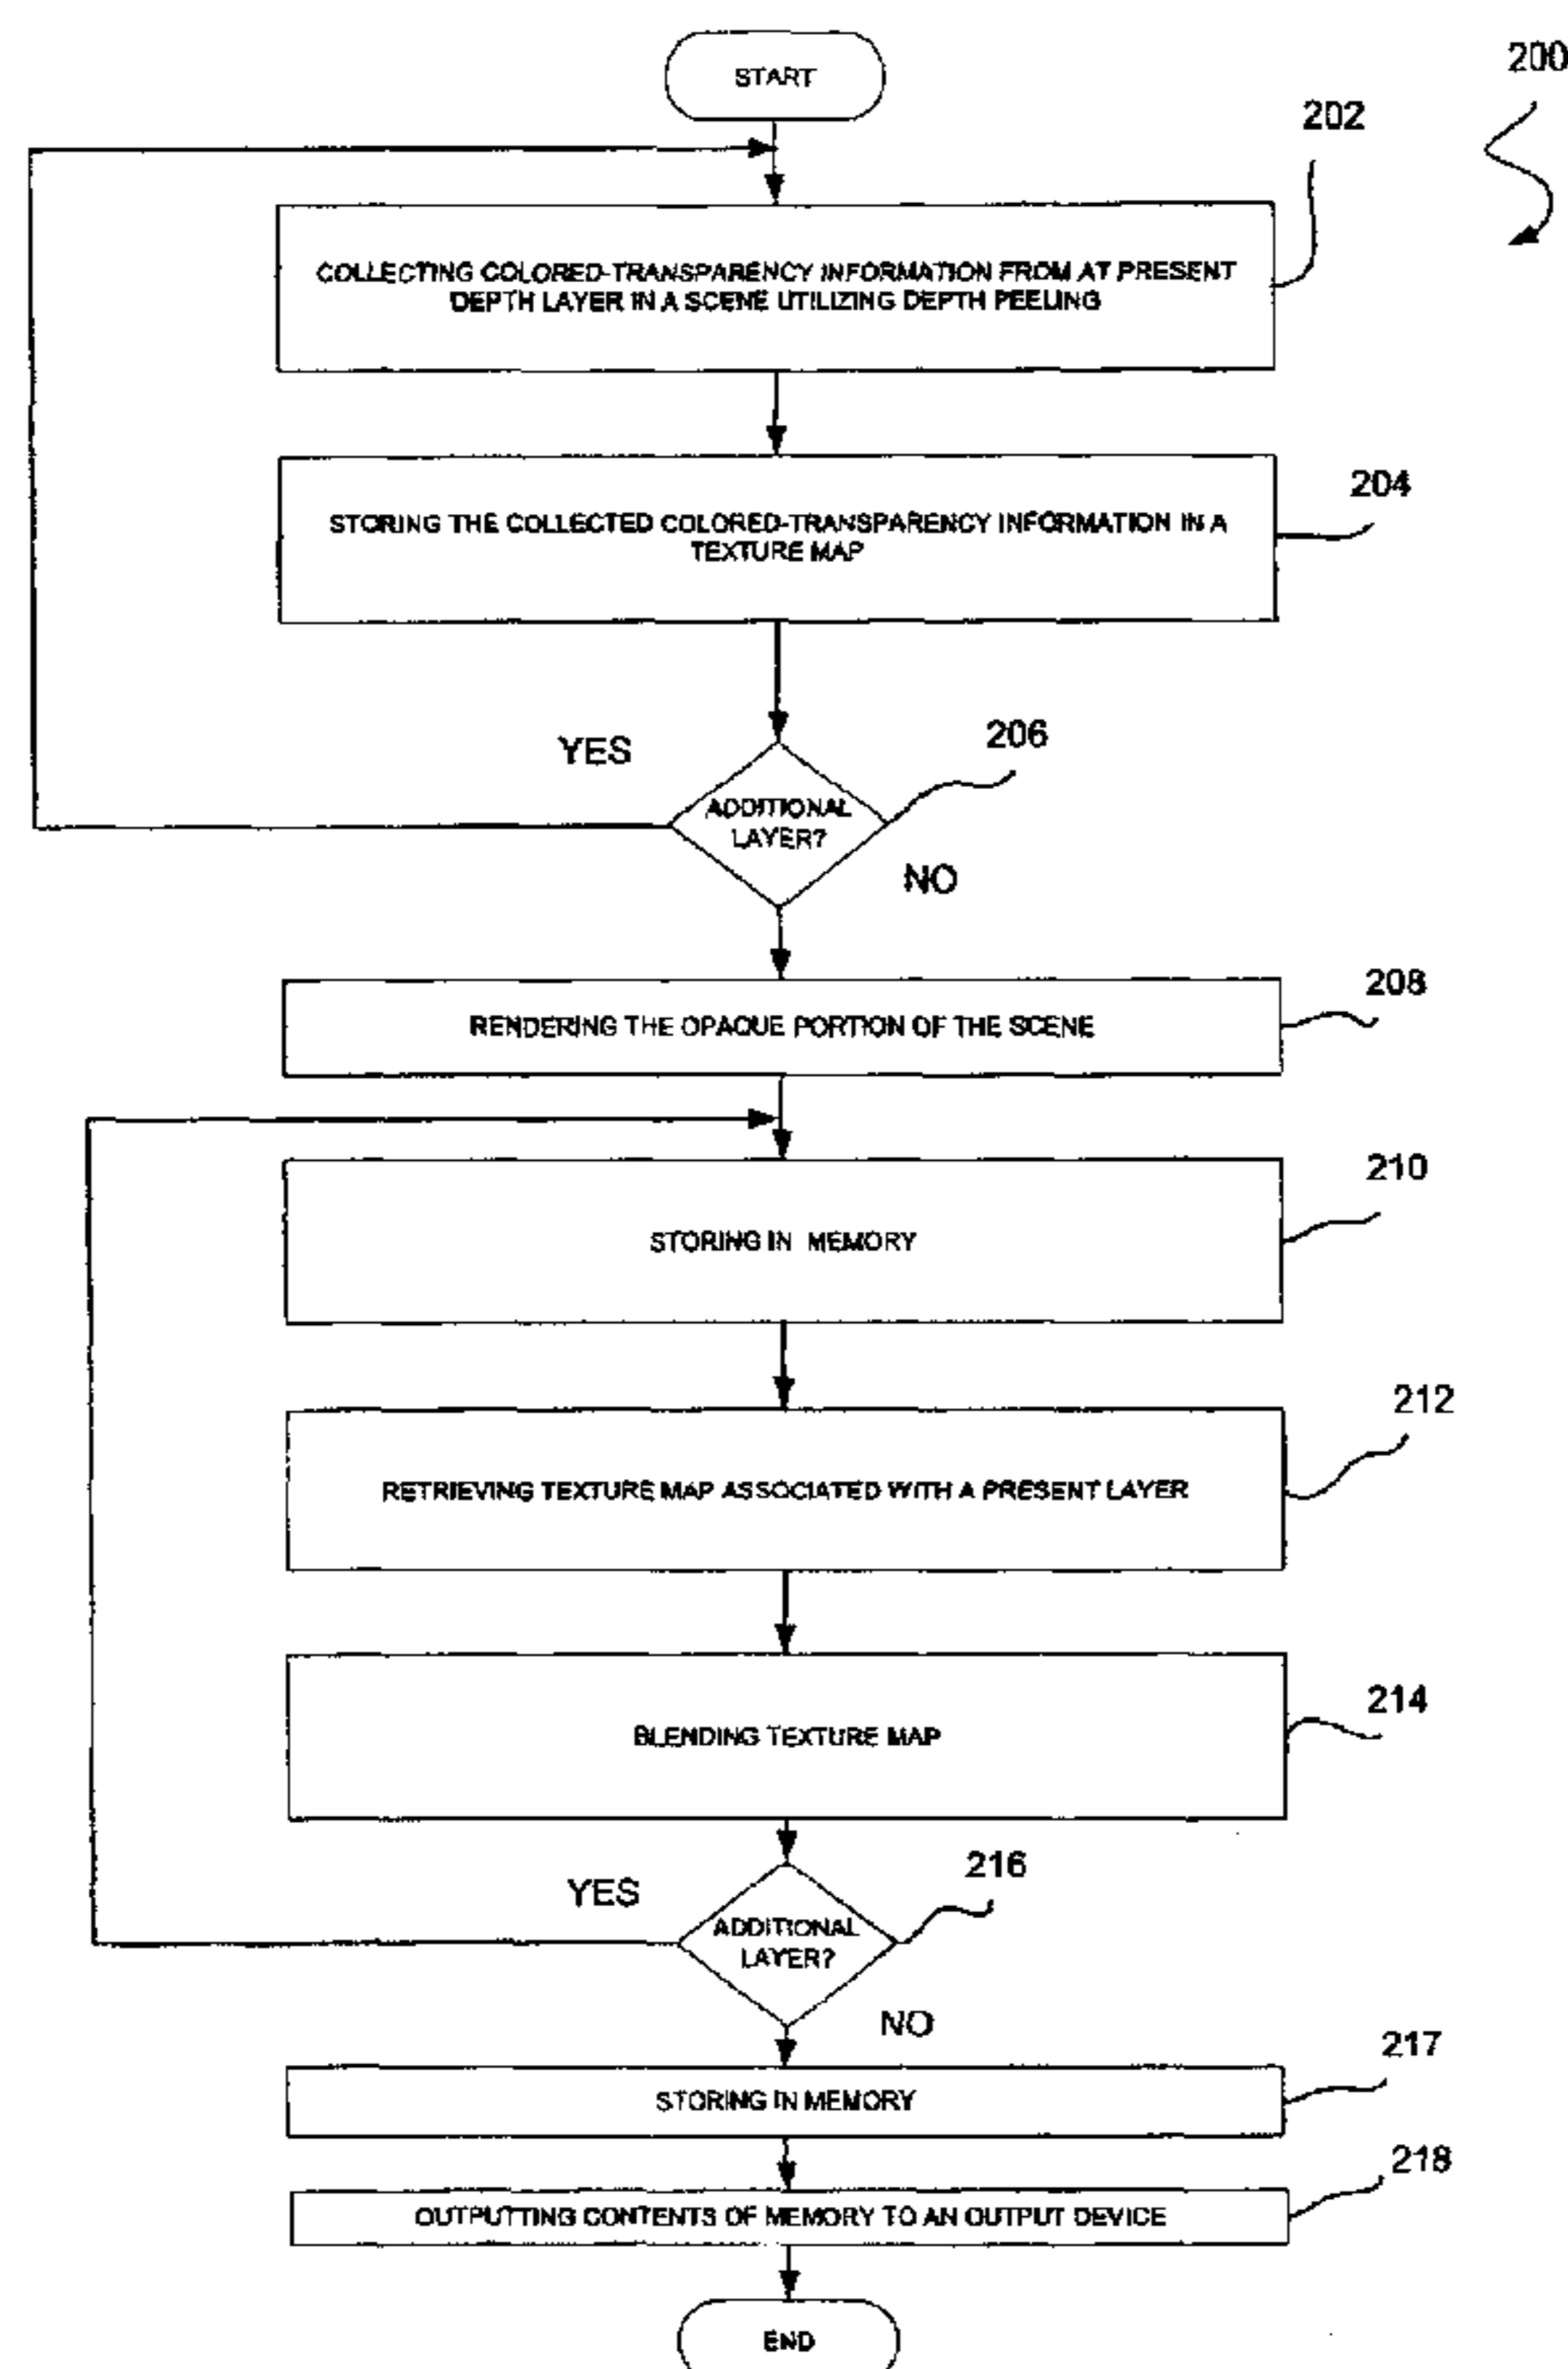 START
200
202
COLLECTING COLORED-TRANSPARENCY INFORMATION FROM AT PRESENT
DEPTH LAYER IN A SCENE UTILIZING DEPTH PEELING
204
STORING THE COLLECTED COLORED-TRANSPARENCY INFORMATION IN A
TEXTURE MAP
YES
206
ADDITIONAL
LAYER?
NO
208
RENDERING THE OPAQUE PORTION OF THE SCENE
210
STORING IN MEMORY
212
RETRIEVING TEXTURE MAP ASSOCIATED WITH A PRESENT LAYER
214
BLENDING TEXTURE MAP
216
YES
ADDITIONAL
LAYER?
NO
217
STORING IN MEMORY
218
OUTPUTTING CONTENTS OF MEMORY TO AN OUTPUT DEVICE
END